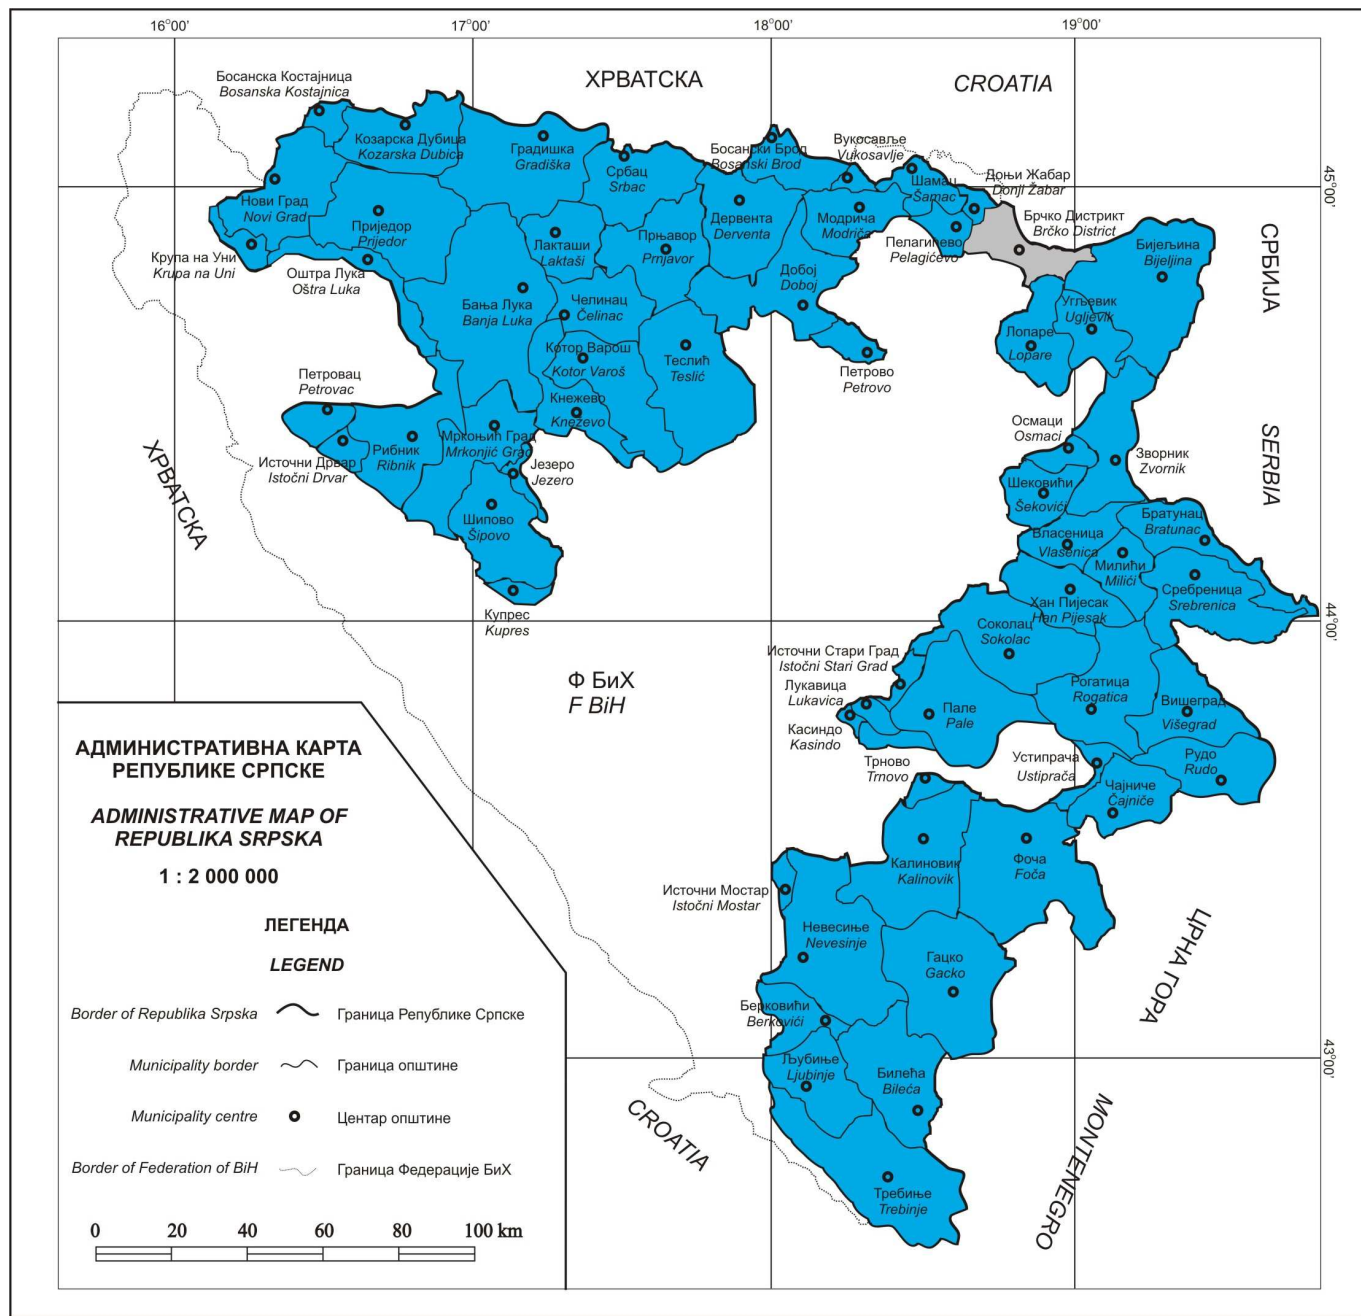 16°00'
17°00'
18°00'
19°00'
ХРВАТСКА
CROATIA
Босанска Костајница
Bosanska Kostajnica
Козарска Дубица
Kozarska Dubica
Градишка
Gradiška
Србац
Srbac
Босански Брод
Bosanski Brod
Вукосавље
Vukosavlje
Шамац
Šamac
Доњи Жабар
Donji Žabar
45°00'
Нови Град
Novi Grad
Приједор
Prijedor
Лакташи
Laktaši
Прњавор
Prnjavor
Дервента
Derventa
Модрича
Modriča
Пелагићево
Pelagićevo
Брчко Дистрикт
Brčko District
Бијељина
Bijeljina
СРБИЈА
Крупа на Уни
Krupa na Uni
Оштра Лука
Oštra Luka
Бања Лука
Banja Luka
Челинац
Čelinac
Добој
Doboj
Угљевик
Ugljevik
Лопаре
Lopare
Котор Варош
Kotor Varoš
Теслић
Teslić
Петрово
Petrovo
Петровац
Petrovac
Кнежево
Kneževo
Осмаци
Osmaci
Зворник
Zvornik
SERBIA
ХРВАТСКА
Источни Дрвар
Istočni Drvar
Рибник
Ribnik
Мркоњић Град
Mrkonjić Grad
Језеро
Jezero
Шековићи
Šekovići
Шипово
Šipovo
Власеница
Vlasenica
Милићи
Milići
Братунац
Bratunac
Сребреница
Srebrenica
Хан Пијесак
Han Pijesak
Купрес
Kupres
44°00'
Соколац
Sokolac
Источни Стари Град
Istočni Stari Grad
Лукавица
Lukavica
Касиндо
Kasindo
Пале
Pale
Рогатица
Rogatica
Вишеград
Višegrad
Ф БиХ
F BiH
Трново
Trnovo
Устипрача
Ustiprača
Рудо
Rudo
Чајниче
Čajniče
Калиновик
Kalinovik
Фоча
Foča
Источни Мостар
Istočni Mostar
Невесиње
Nevesinje
Гацко
Gacko
ЦРНА ГОРА
Берковићи
Berkovići
Љубиње
Ljubinje
Билећа
Bileća
43°00'
CROATIA
MONTENEGRO
Требиње
Trebinje
АДМИНИСТРАТИВНА КАРТА
РЕПУБЛИКЕ СРПСКЕ
ADMINISTRATIVE MAP OF
REPUBLIKA SRPSKA
1 : 2 000 000
ЛЕГЕНДА
LEGEND
Border of Republika Srpska Граница Републике Српске
Municipality border Граница општине
Municipality centre Центар општине
Border of Federation of BiH Граница Федерације БиХ
0 20 40 60 80 100 km